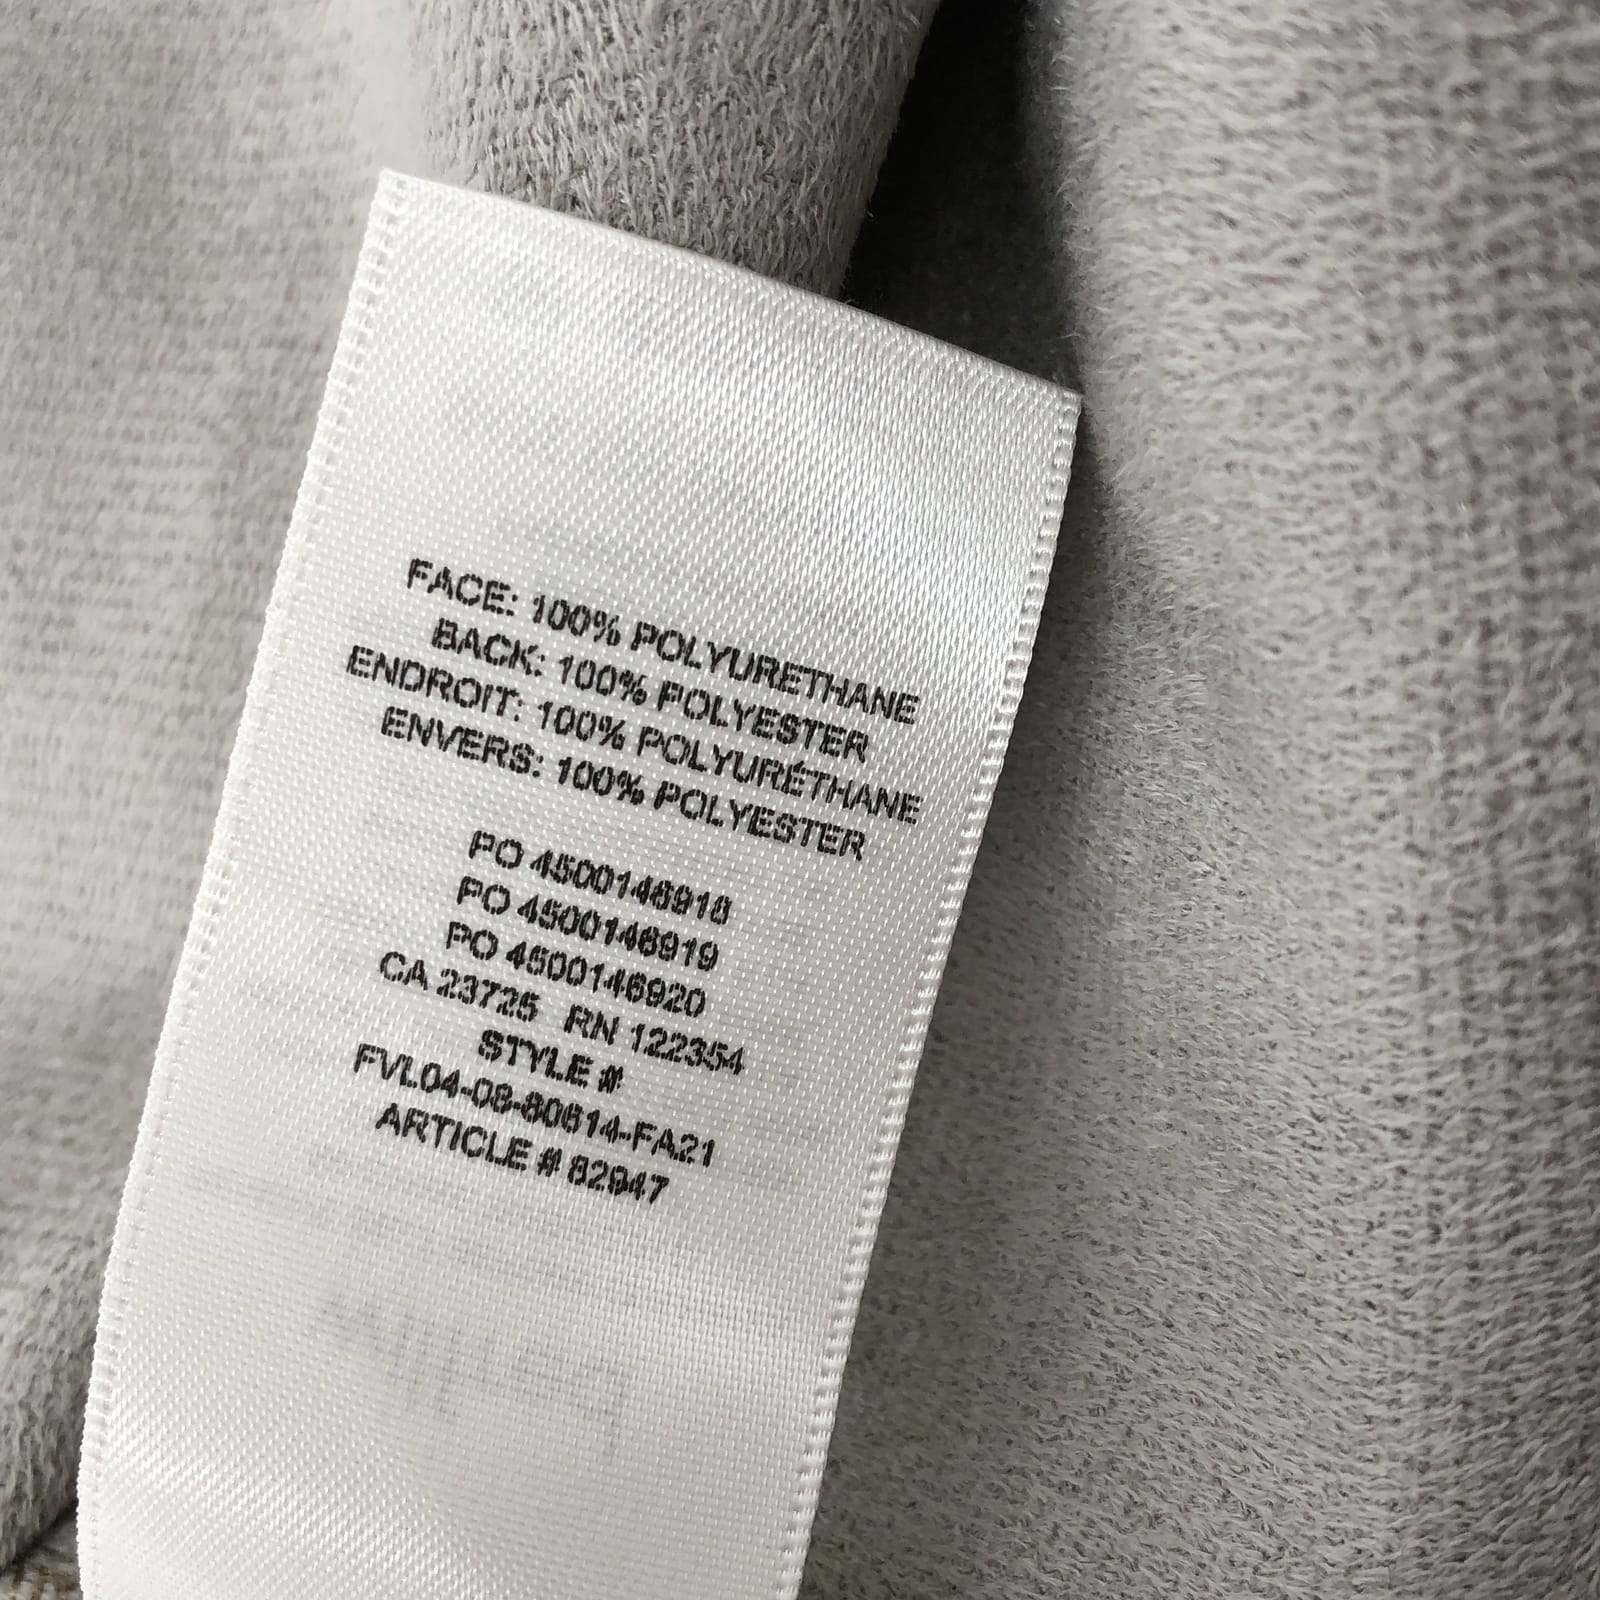 FACE: 100% POLYURETHANE
BACK: 100% POLYESTER
ENDROIT: 100% POLYURÉTHANE
ENVERS: 100% POLYESTER
PO 4500146918
PO 4500146919
PO 4500146920
CA 23725 RN 122354
STYLE #
FVL04-08-80614-FA21
ARTICLE # 82947